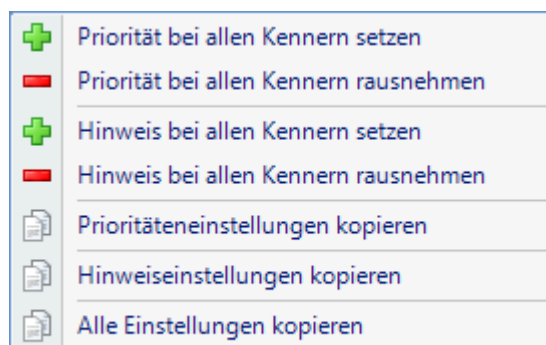 Priorität bei allen Kennern setzen
Priorität bei allen Kennern rausnehmen
Hinweis bei allen Kennern setzen
Hinweis bei allen Kennern rausnehmen
Prioritäteneinstellungen kopieren
Hinweiseinstellungen kopieren
Alle Einstellungen kopieren